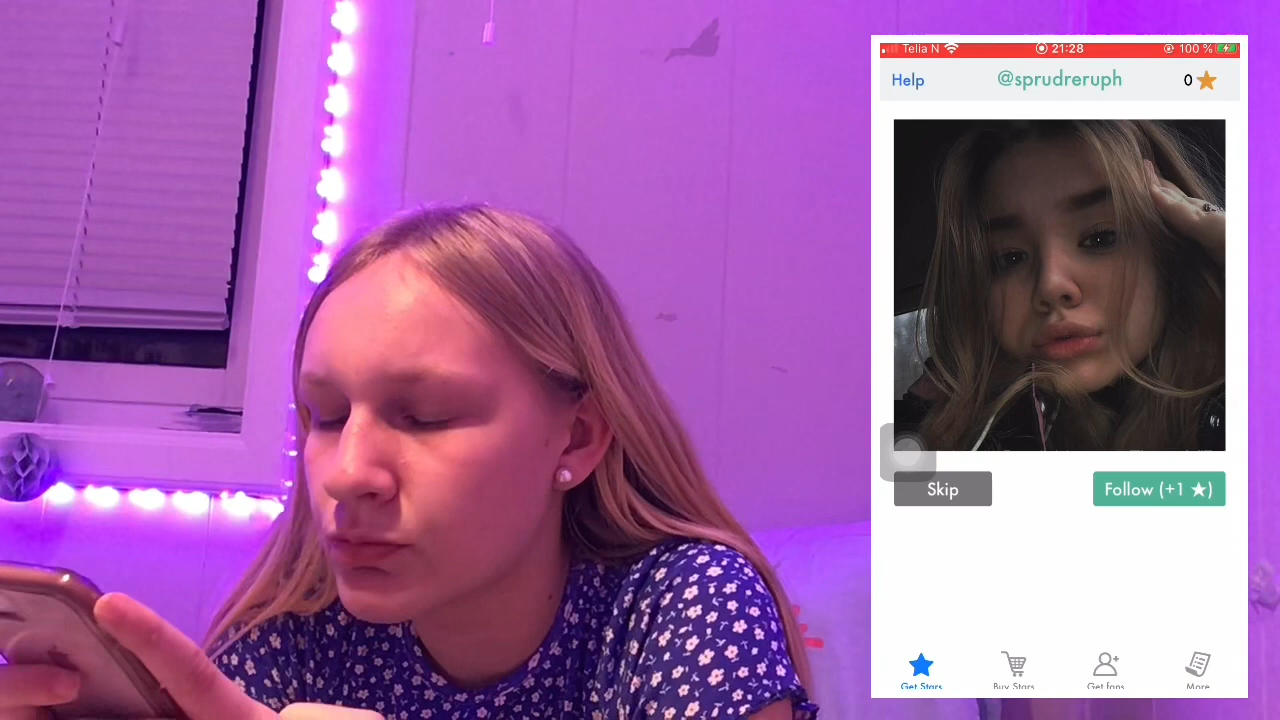 Telia N 21:28 100 %
Help @sprudreruph 0
Skip Follow (+1 ★)
Get Stars Buy Stars Get fans More